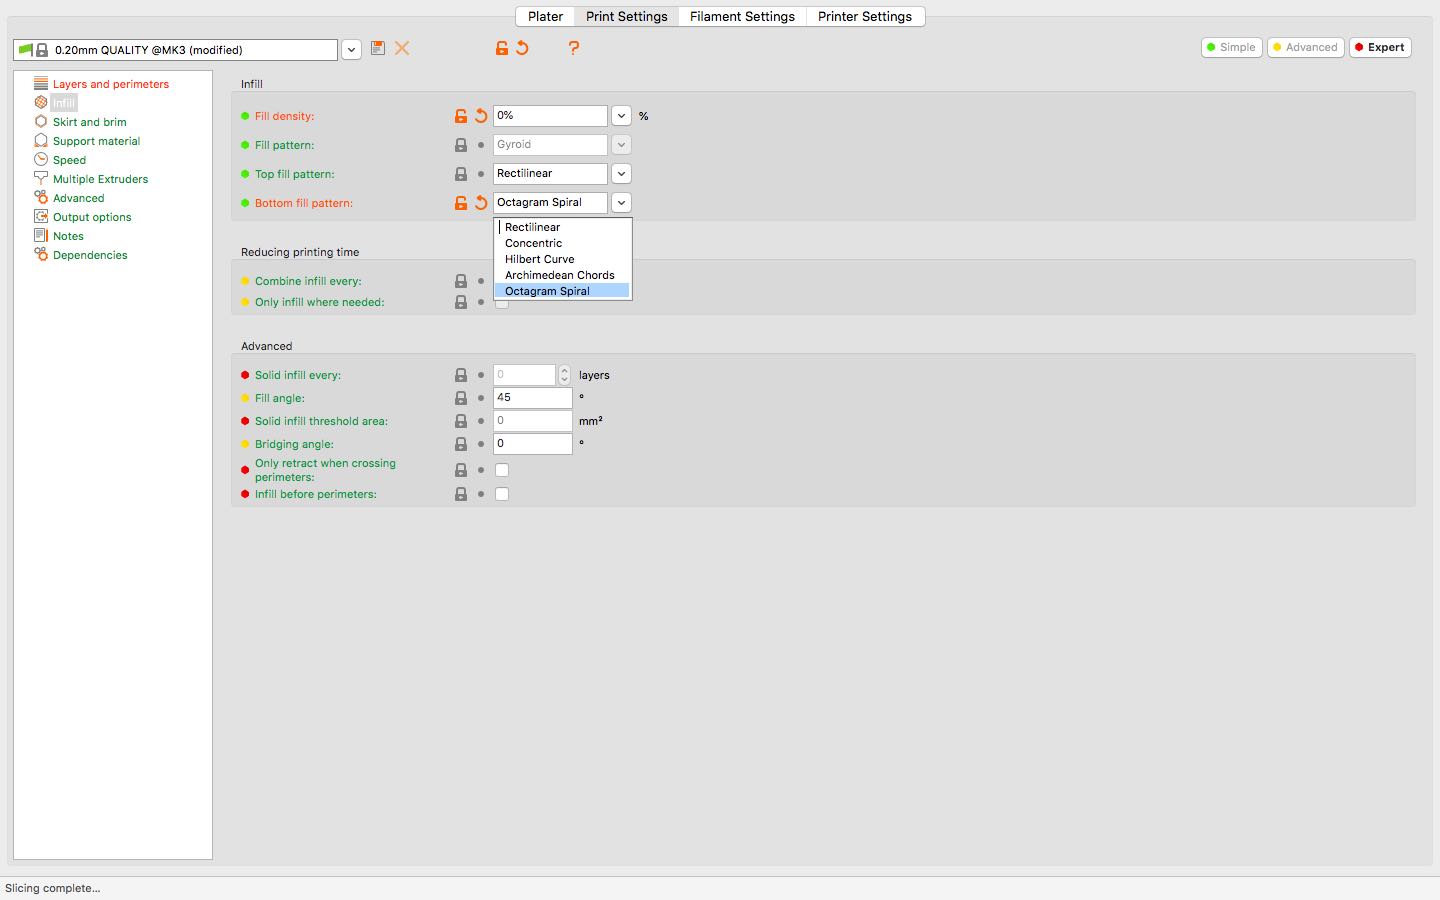 Plater Print Settings Filament Settings Printer Settings
0.20mm QUALITY @MK3 (modified)
?
Simple Advanced Expert
Layers and perimeters
Infill
Skirt and brim
Support material
Speed
Multiple Extruders
Advanced
Output options
Notes
Dependencies
Infill
Fill density: 0% %
Fill pattern: Gyroid
Top fill pattern: Rectilinear
Bottom fill pattern: Octagram Spiral
Rectilinear
Concentric
Hilbert Curve
Archimedean Chords
Octagram Spiral
Reducing printing time
Combine infill every:
Only infill where needed:
Advanced
Solid infill every: 0 layers
Fill angle: 45 °
Solid infill threshold area: 0 mm²
Bridging angle: 0 °
Only retract when crossing
perimeters:
Infill before perimeters:
Slicing complete...